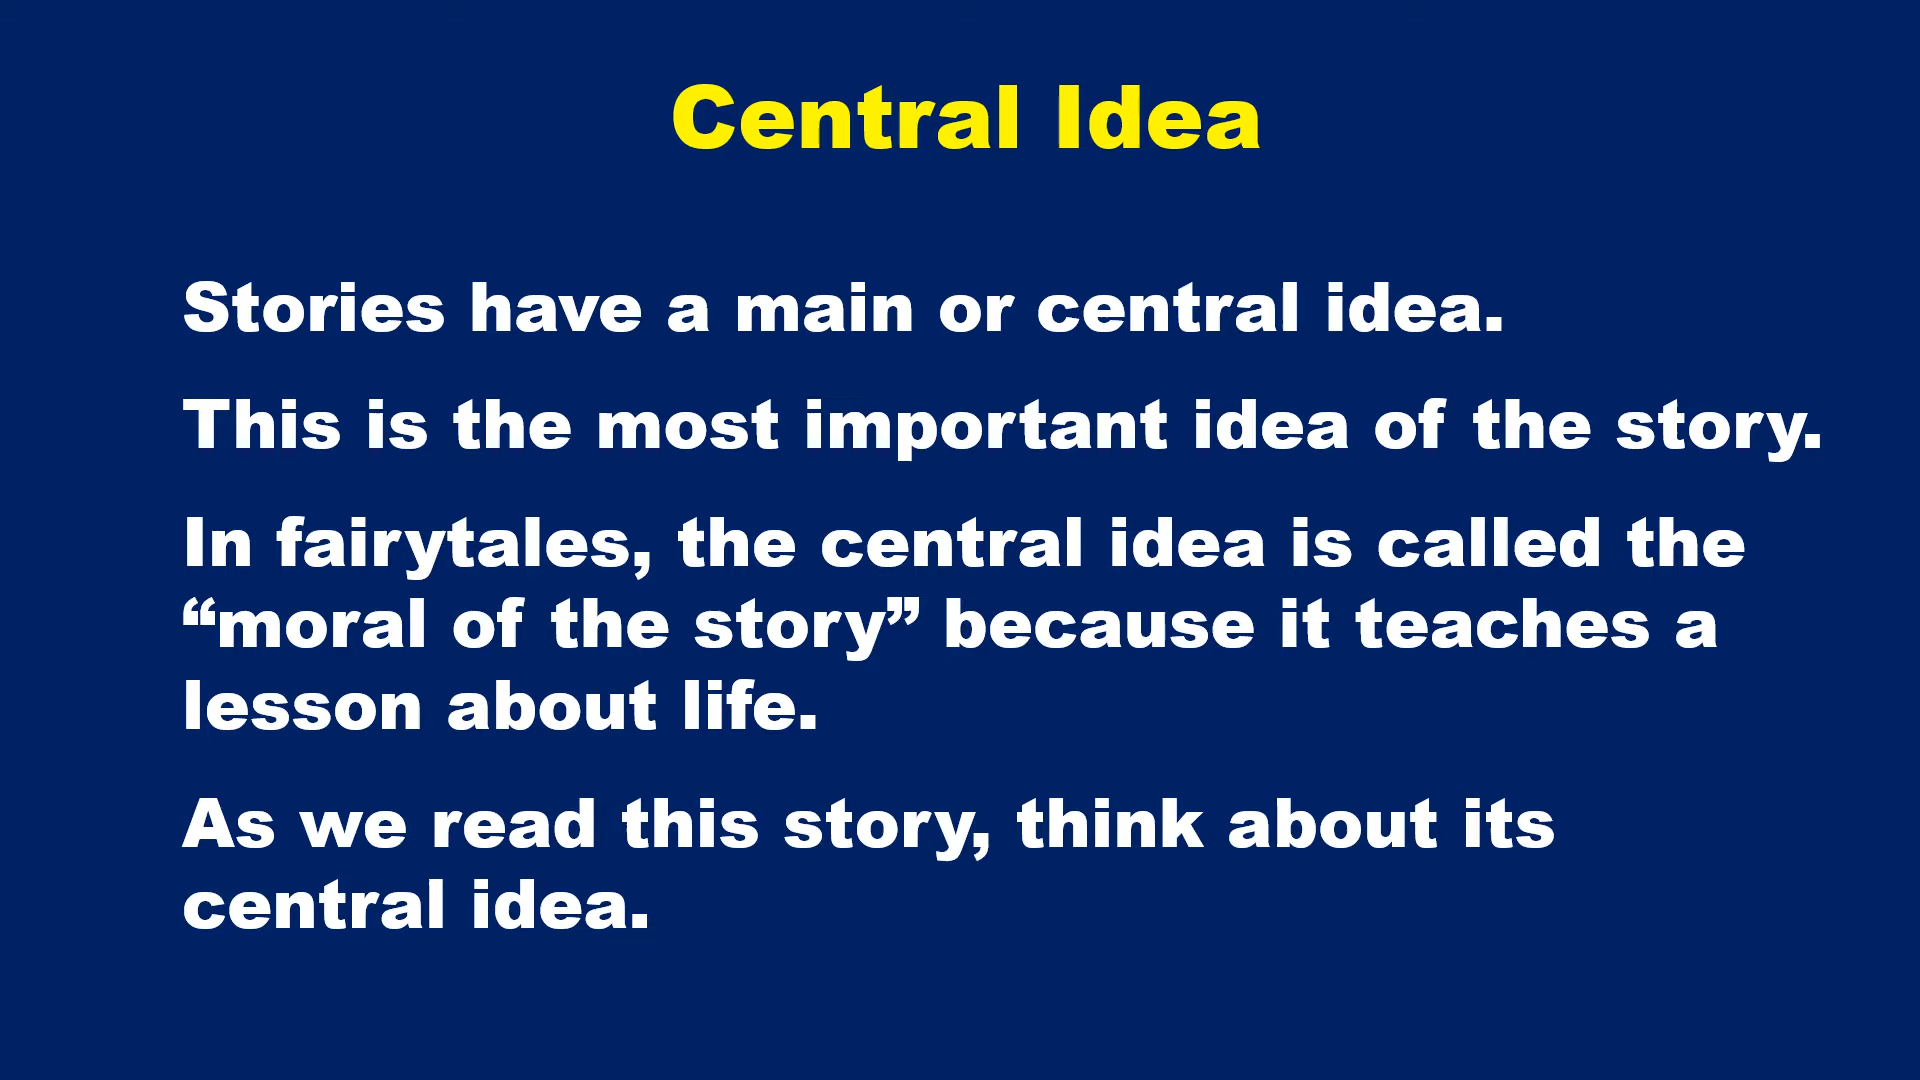 Central Idea
Stories have a main or central idea.
This is the most important idea of the story.
In fairytales, the central idea is called the
“moral of the story” because it teaches a
lesson about life.
As we read this story, think about its
central idea.